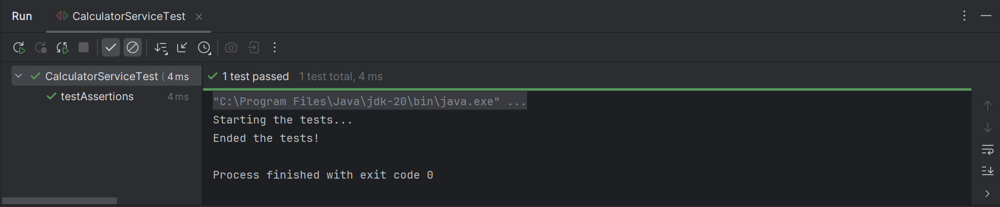 Run CalculatorServiceTest
CalculatorServiceTest ( 4 ms
testAssertions 4 ms
1 test passed 1 test total, 4 ms
"C:\Program Files\Java\jdk-20\bin\java.exe" ...
Starting the tests...
Ended the tests!
Process finished with exit code 0